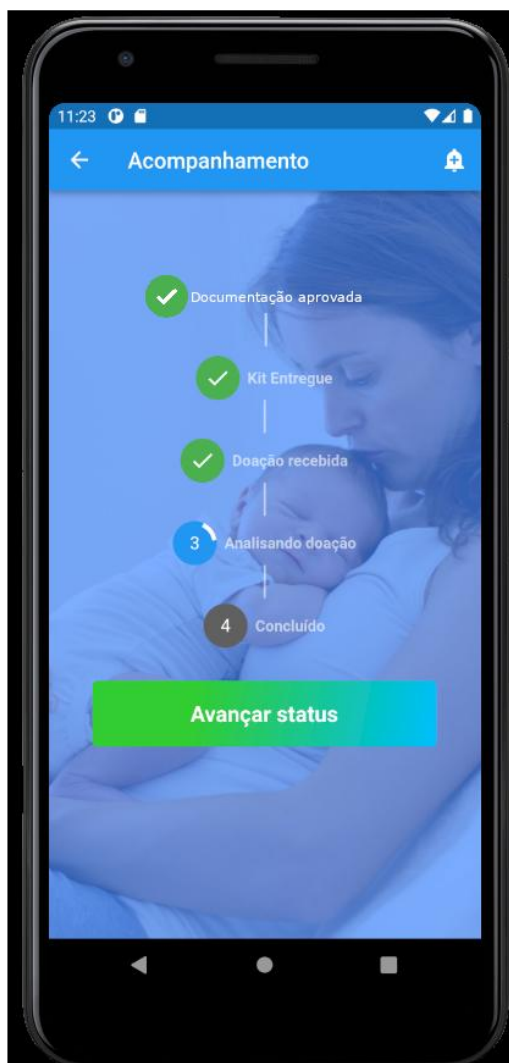 11:23
Acompanhamento
Documentação aprovada
Kit Entregue
Doação recebida
3 Analisando doação
4 Concluído
Avançar status